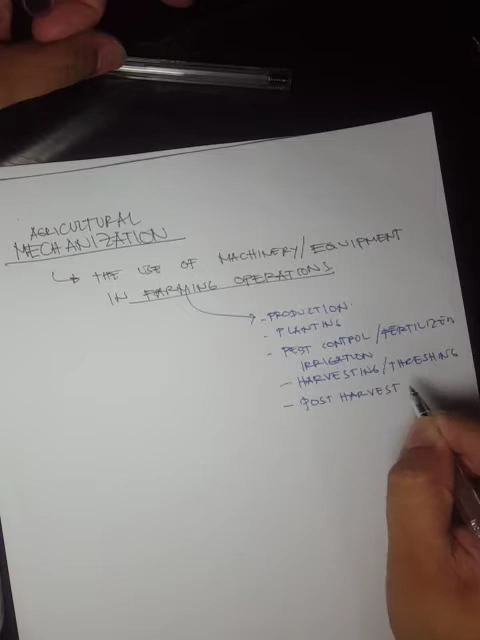 AGRICULTURAL
MECHANIZATION
↳ THE USE OF MACHINERY/EQUIPMENT
IN FARMING OPERATIONS
- PRODUCTION
- PLANTING
- PEST CONTROL/FERTILIZER
IRRIGATION
- HARVESTING/THRESHING
- POST HARVEST